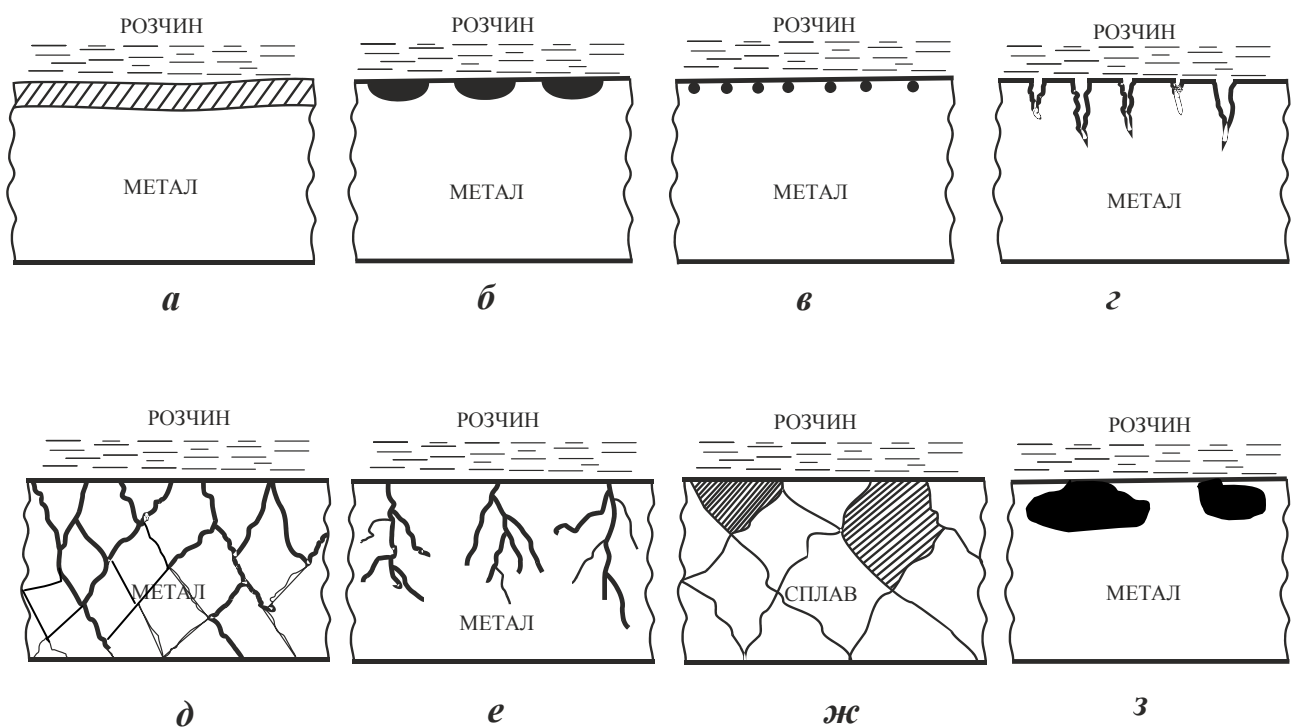 РОЗЧИН РОЗЧИН РОЗЧИН РОЗЧИН
МЕТАЛ МЕТАЛ МЕТАЛ МЕТАЛ
а б в г
РОЗЧИН РОЗЧИН РОЗЧИН РОЗЧИН
МЕТАЛ МЕТАЛ СПЛАВ МЕТАЛ
д е ж з